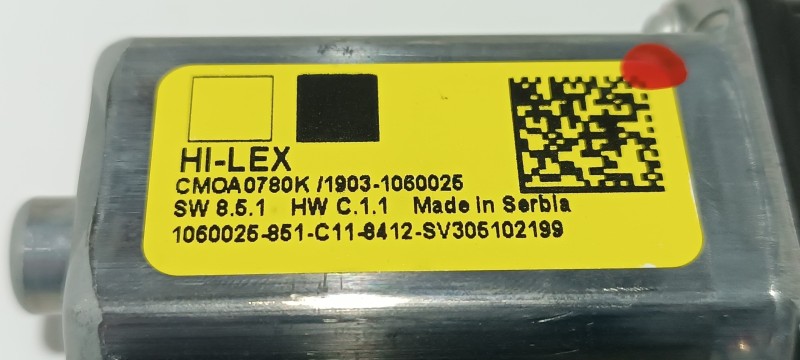 HI-LEX
CMOA0780K /1903-1060025
SW 8.5.1 HW C.1.1 Made in Serbia
1060025-851-C11-8412-SV305102199